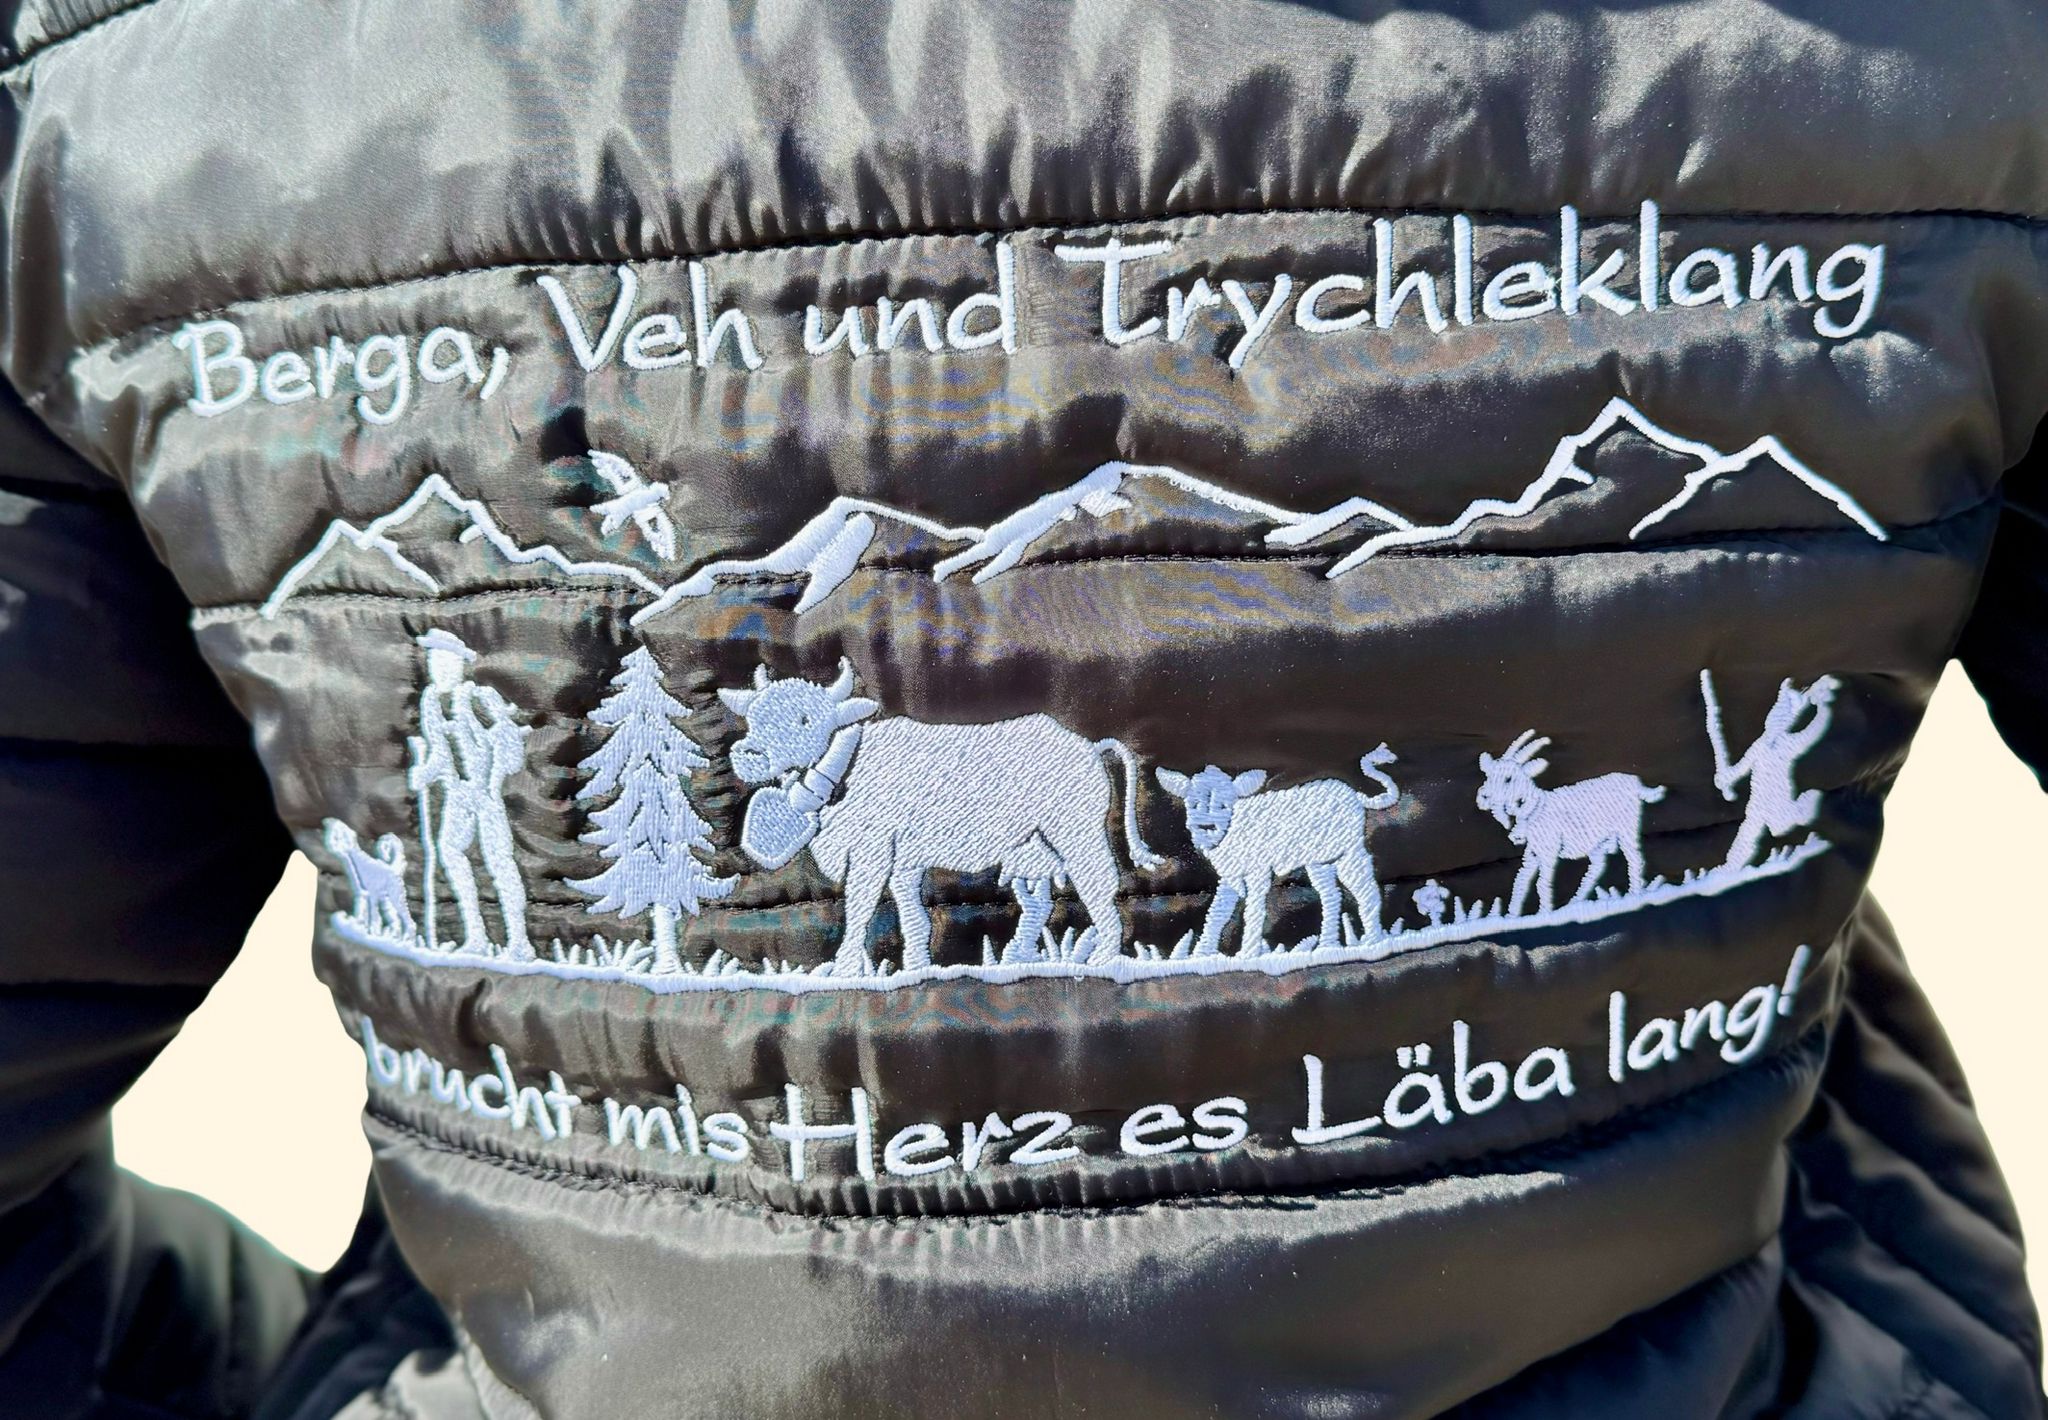 Berga, Veh und Trychleklang
brucht mis Herz es Läba lang!